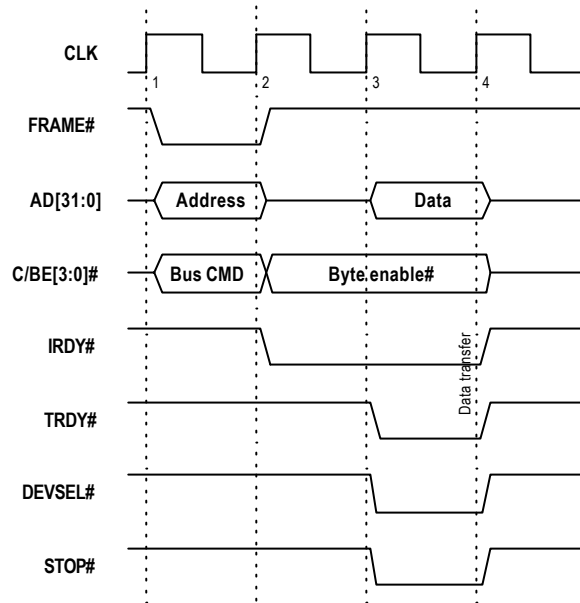 CLK
1
2
3
4
FRAME#
AD[31:0]
Address
Data
C/BE[3:0]#
Bus CMD
Byte enable#
IRDY#
Data transfer
TRDY#
DEVSEL#
STOP#